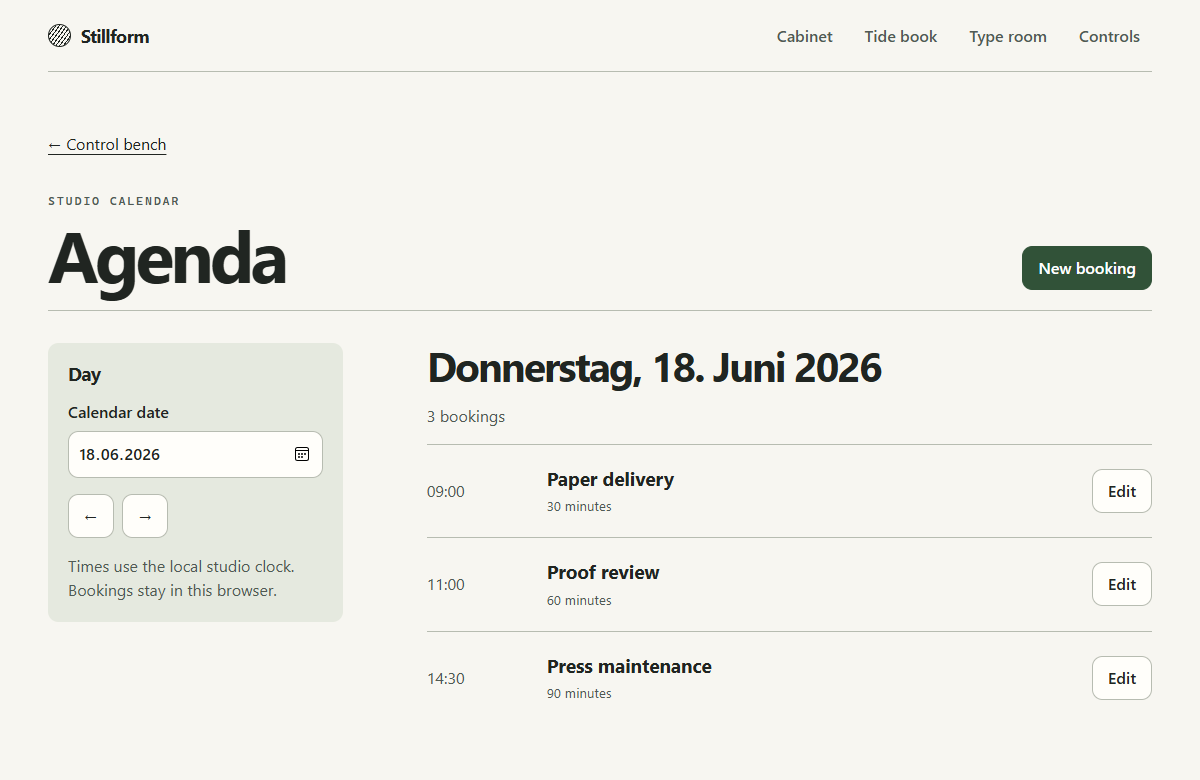 Stillform
Cabinet Tide book Type room Controls
← Control bench
STUDIO CALENDAR
Agenda
New booking
Day
Calendar date
18.06.2026
← →
Times use the local studio clock.
Bookings stay in this browser.
Donnerstag, 18. Juni 2026
3 bookings
09:00
Paper delivery
30 minutes
Edit
11:00
Proof review
60 minutes
Edit
14:30
Press maintenance
90 minutes
Edit